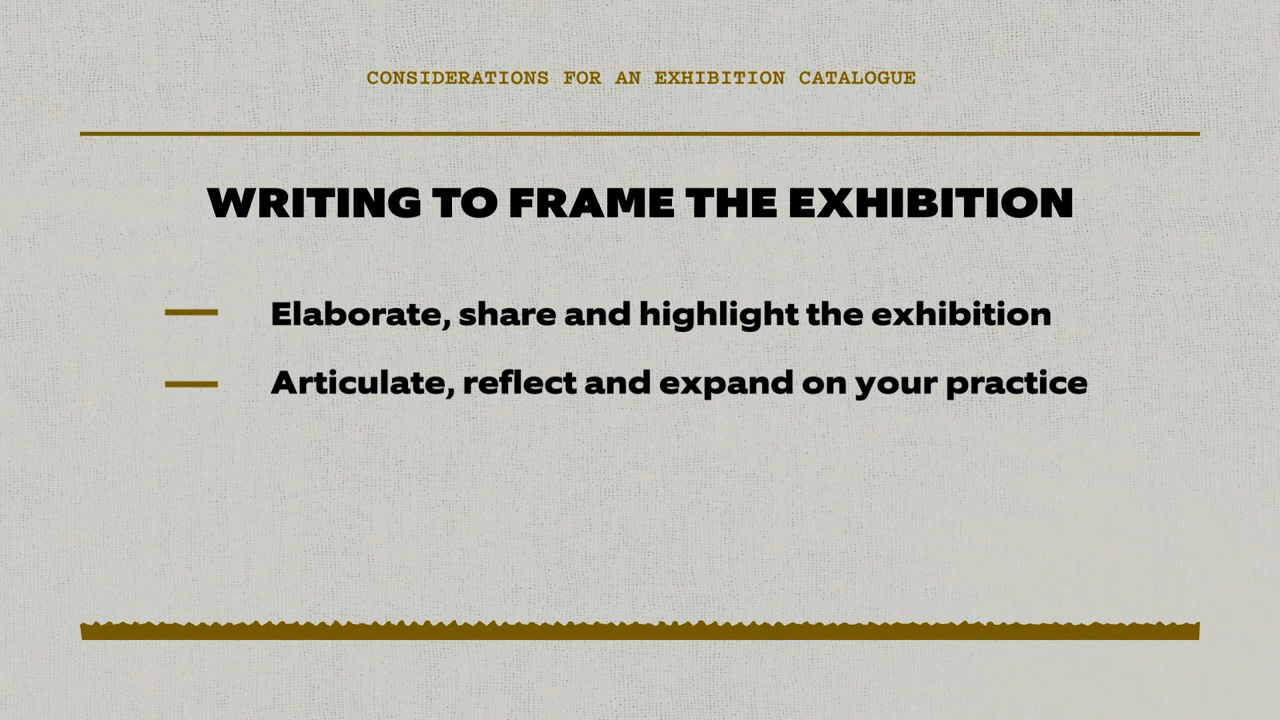 CONSIDERATIONS FOR AN EXHIBITION CATALOGUE
WRITING TO FRAME THE EXHIBITION
Elaborate, share and highlight the exhibition
Articulate, reflect and expand on your practice